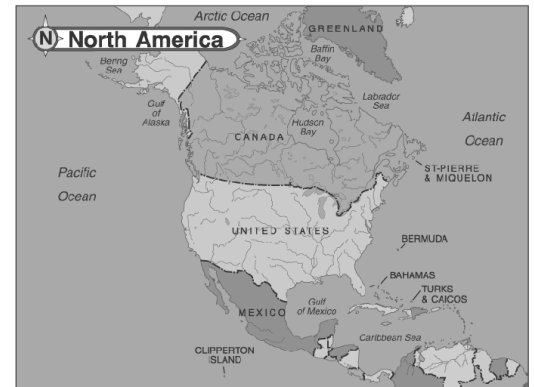 Arctic Ocean
GREENLAND
N North America
Baffin
Bay
Bering
Sea
Labrador
Sea
Gulf
of
Alaska
Atlantic
Ocean
Hudson
Bay
CANADA
Pacific
Ocean
ST-PIERRE
& MIQUELON
UNITED STATES
BERMUDA
BAHAMAS
TURKS
& CAICOS
Gulf
of Mexico
MEXICO
Caribbean Sea
CLIPPERTON
ISLAND